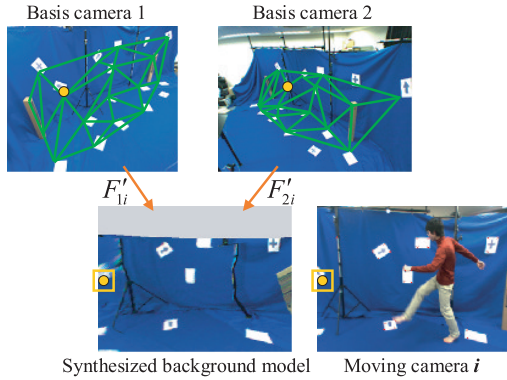 Basis camera 1
Basis camera 2
F′1i
F′2i
Synthesized background model
Moving camera i